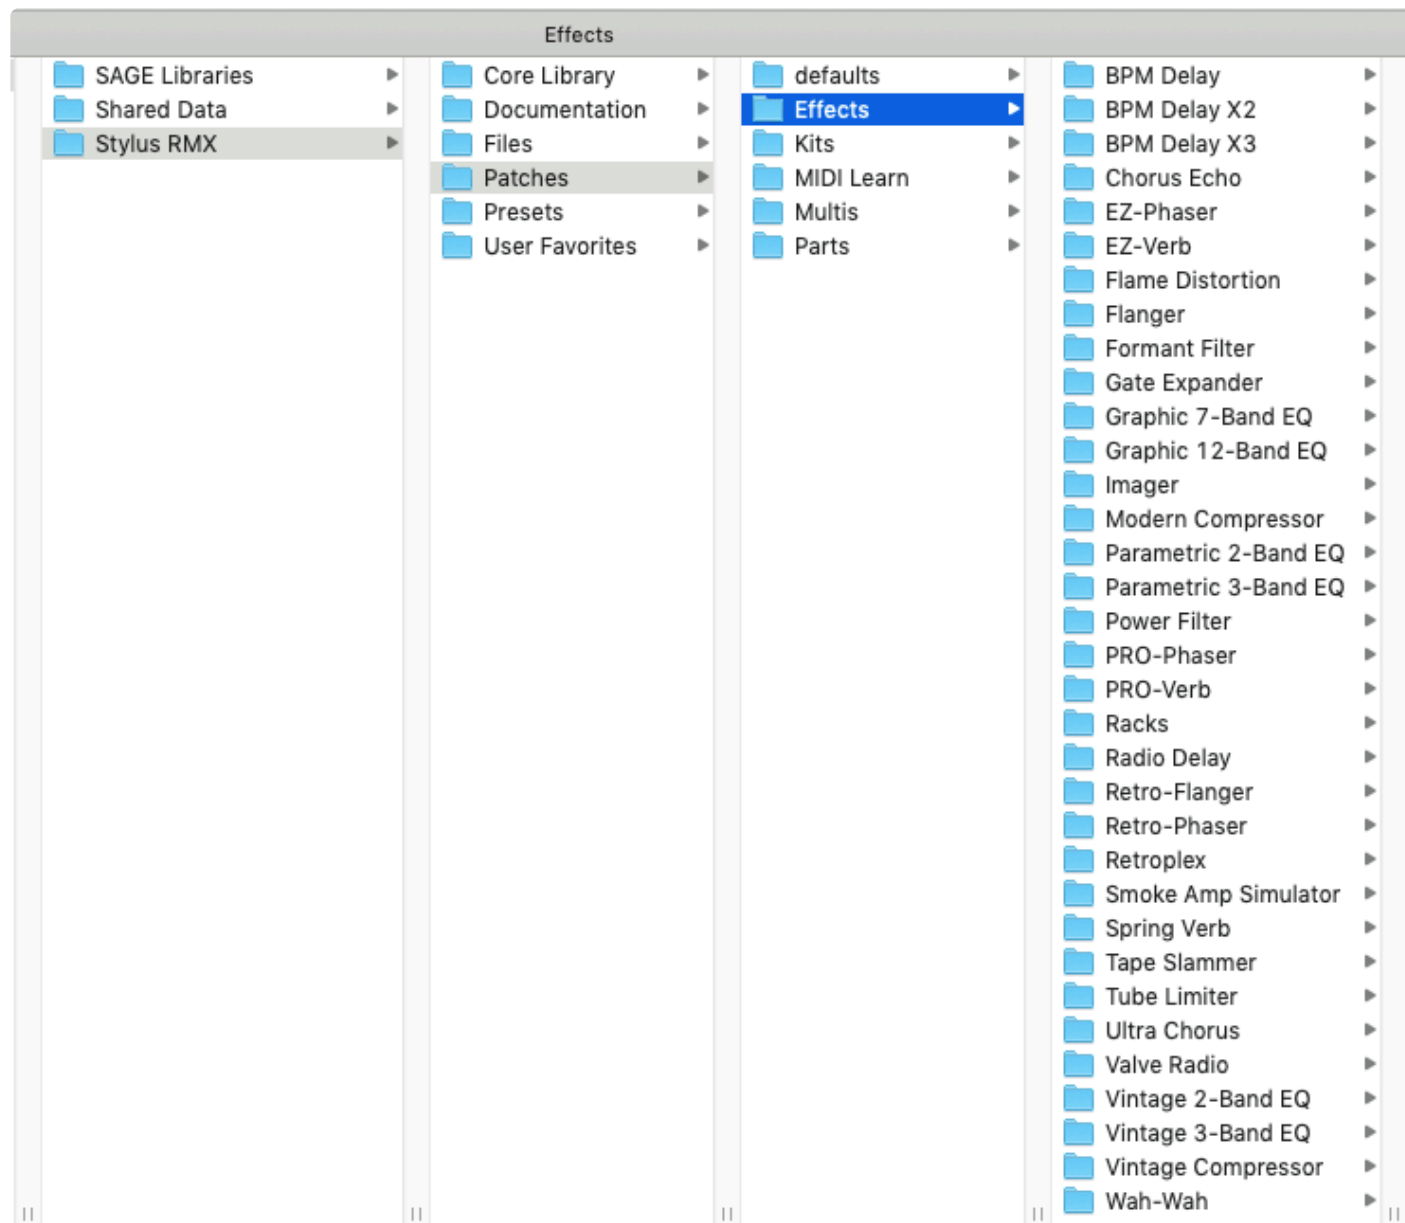 Effects
SAGE Libraries
Shared Data
Stylus RMX
Core Library
Documentation
Files
Patches
Presets
User Favorites
defaults
Effects
Kits
MIDI Learn
Multis
Parts
BPM Delay
BPM Delay X2
BPM Delay X3
Chorus Echo
EZ-Phaser
EZ-Verb
Flame Distortion
Flanger
Formant Filter
Gate Expander
Graphic 7-Band EQ
Graphic 12-Band EQ
Imager
Modern Compressor
Parametric 2-Band EQ
Parametric 3-Band EQ
Power Filter
PRO-Phaser
PRO-Verb
Racks
Radio Delay
Retro-Flanger
Retro-Phaser
Retroplex
Smoke Amp Simulator
Spring Verb
Tape Slammer
Tube Limiter
Ultra Chorus
Valve Radio
Vintage 2-Band EQ
Vintage 3-Band EQ
Vintage Compressor
Wah-Wah